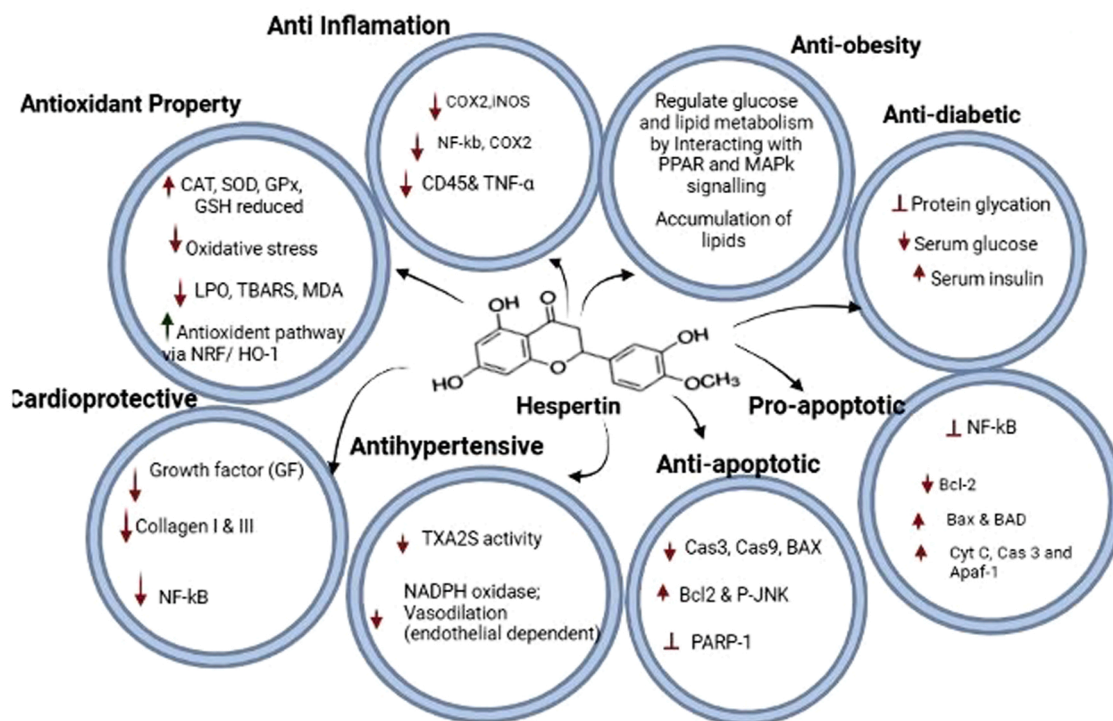 Anti Inflamation
COX2,iNOS
NF-kb, COX2
CD45& TNF-α
Anti-obesity
Regulate glucose
and lipid metabolism
by Interacting with
PPAR and MAPk
signalling
Accumulation of
lipids
Antioxidant Property
CAT, SOD, GPx,
GSH reduced
Oxidative stress
LPO, TBARS, MDA
Antioxident pathway
via NRF/ HO-1
Anti-diabetic
Protein glycation
Serum glucose
Serum insulin
OH
O
HO
O
OH
OCH3
Hespertin
Cardioprotective
Growth factor (GF)
Collagen I & III
NF-kB
Antihypertensive
TXA2S activity
NADPH oxidase;
Vasodilation
(endothelial dependent)
Anti-apoptotic
Cas3, Cas9, BAX
Bcl2 & P-JNK
PARP-1
Pro-apoptotic
NF-kB
Bcl-2
Bax & BAD
Cyt C, Cas 3 and
Apaf-1